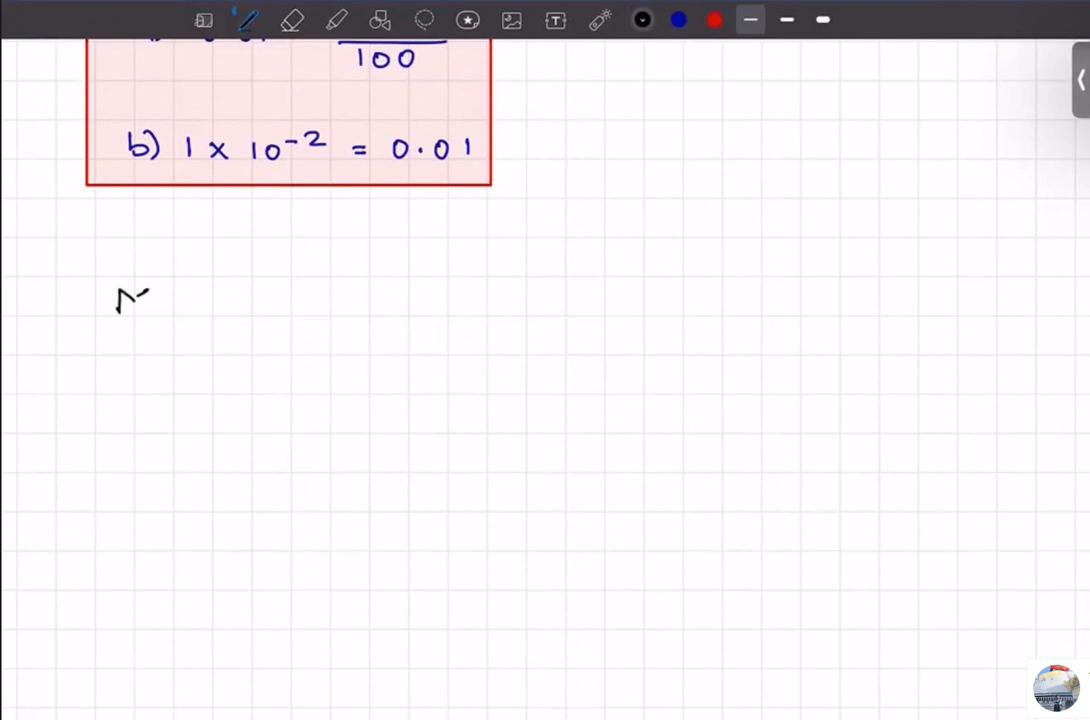 100
b) 1 × 10⁻² = 0.01